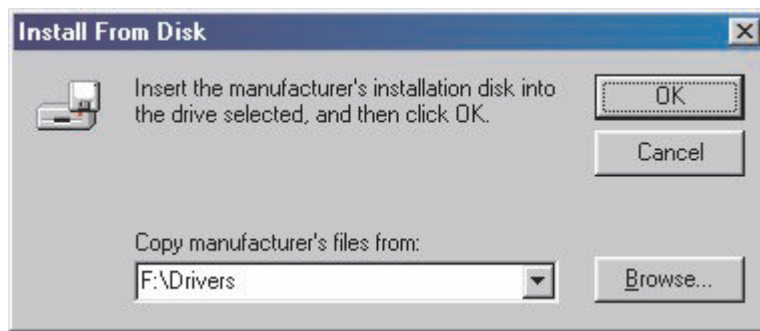 Install From Disk
Insert the manufacturer's installation disk into
the drive selected, and then click OK.
OK
Cancel
Copy manufacturer's files from:
F:\Drivers
Browse...